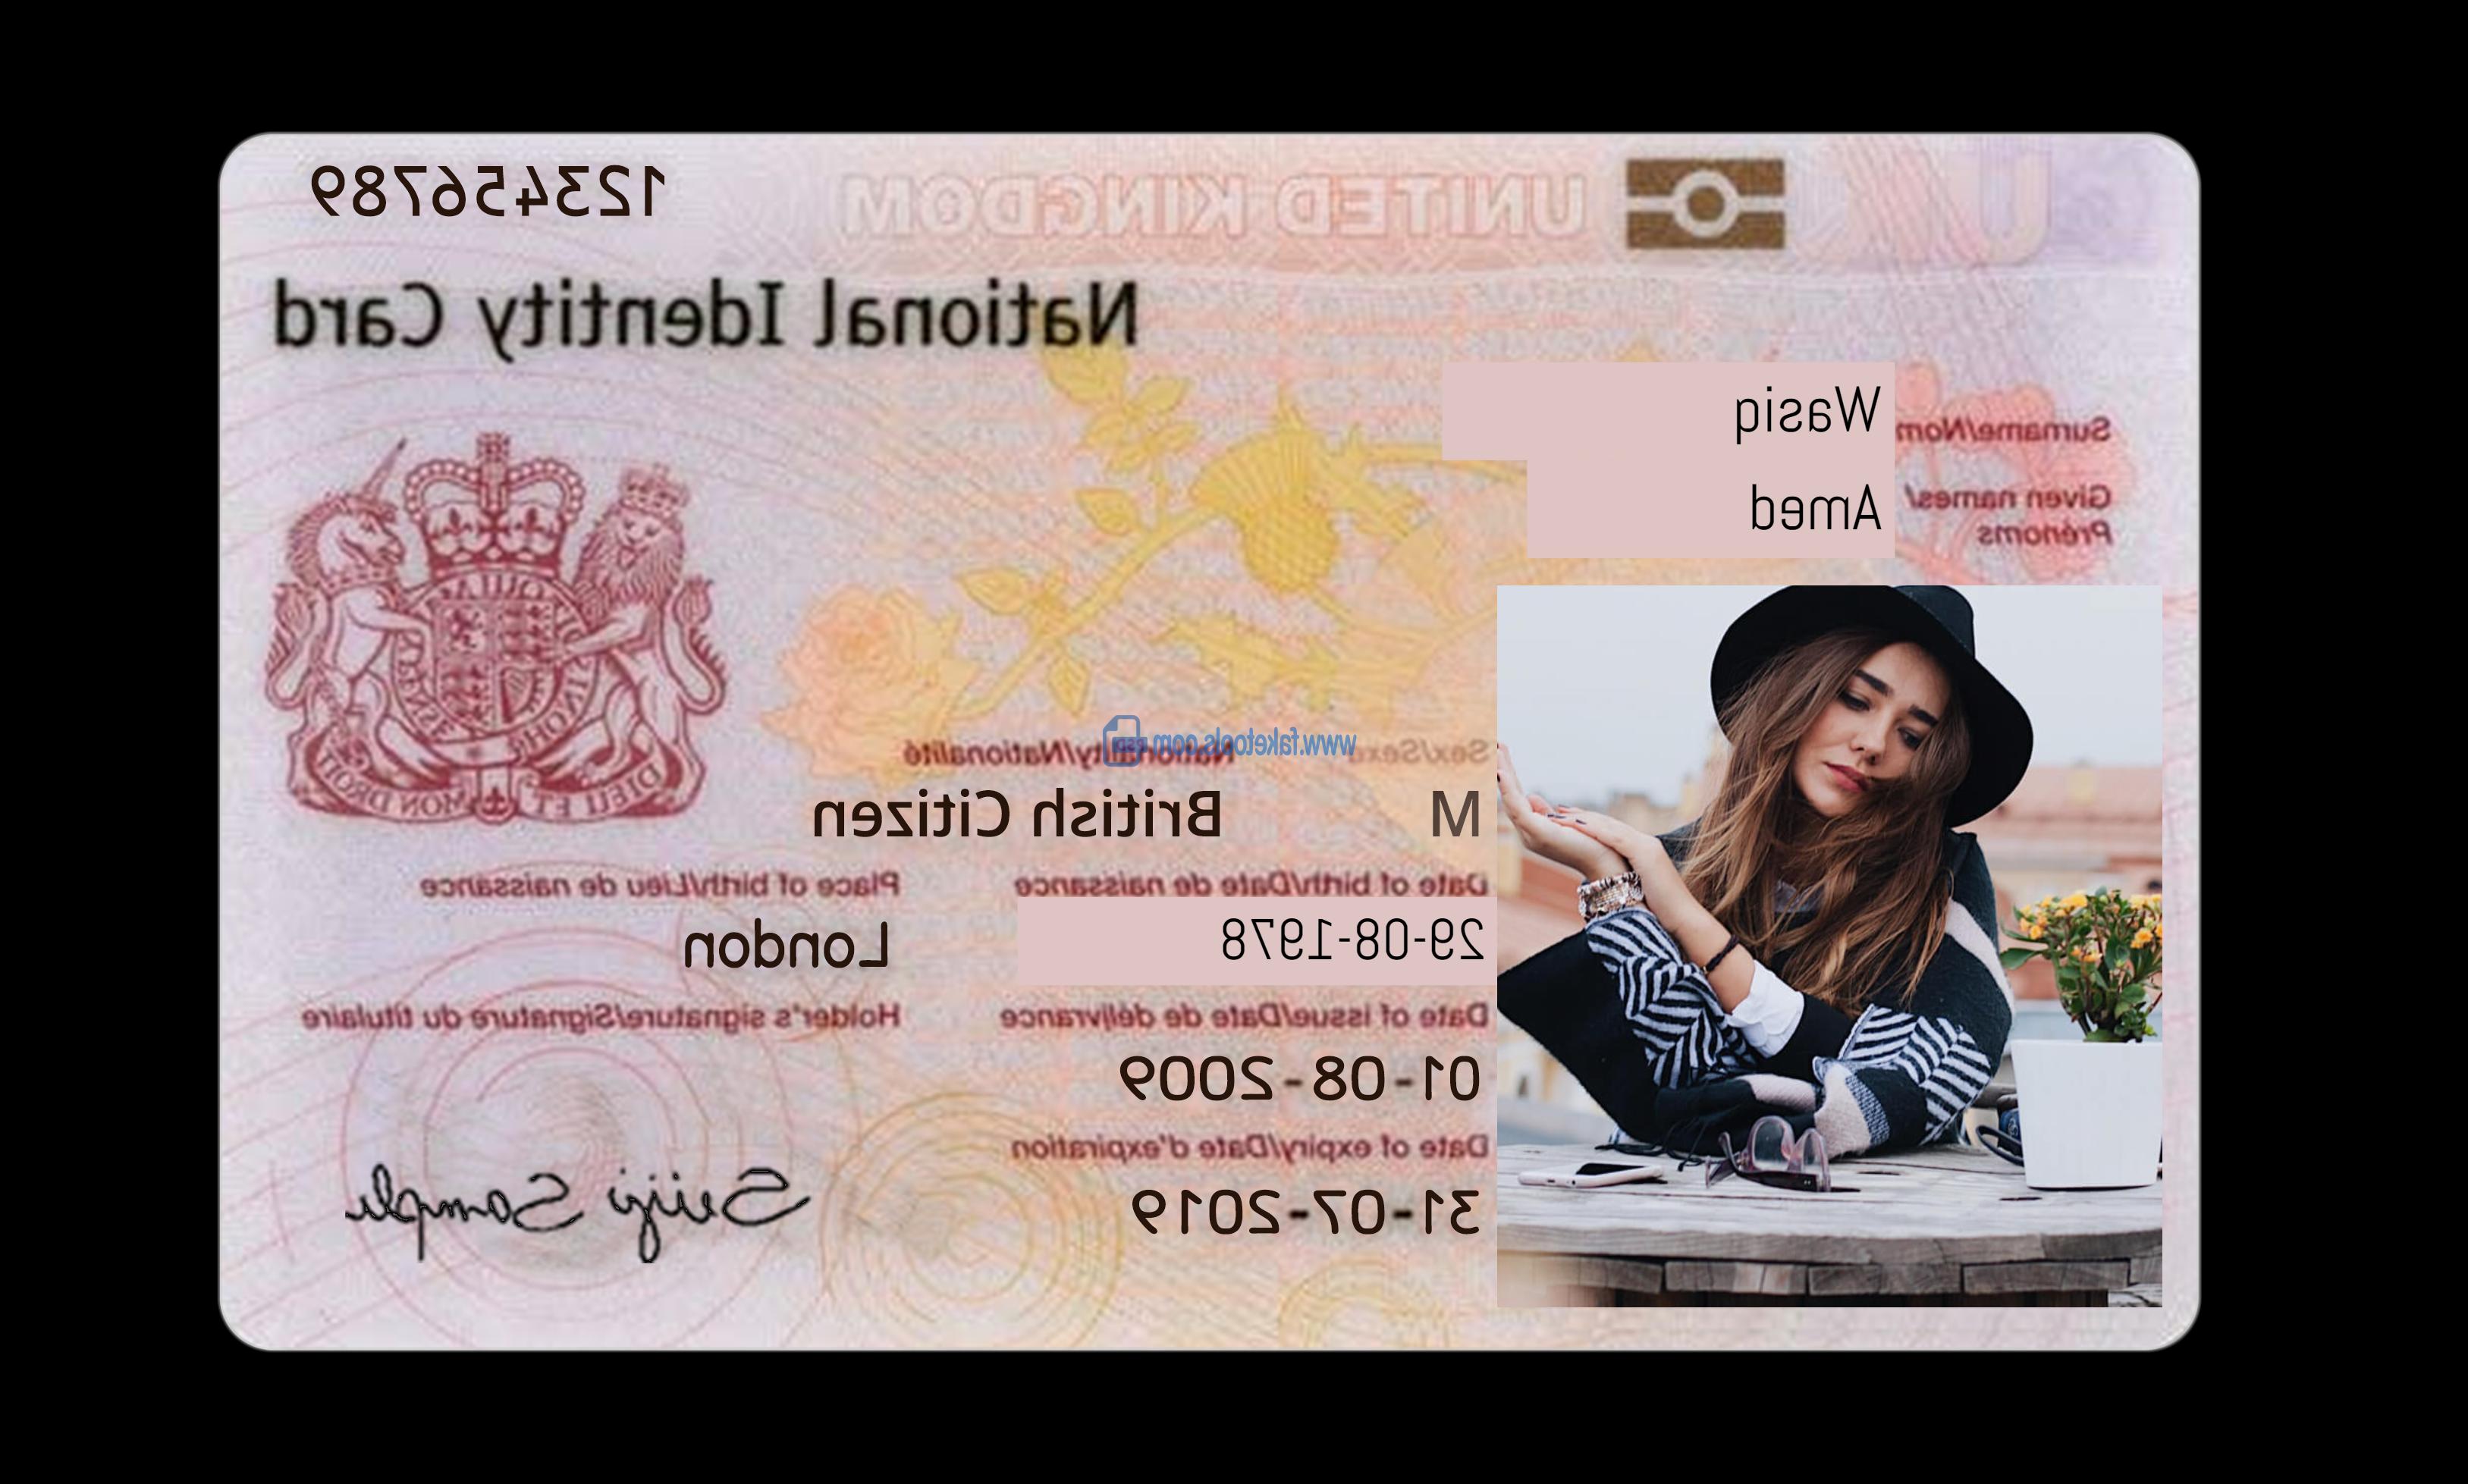 UNITED KINGDOM
123456789
National Identity Card
Surname/Nom
Wasiq
Given names/
Prénoms
Amed
Sex/Sexe
www.faketools.com
Nationality/Nationalité
M
British Citizen
Date of birth/Date de naissance
Place of birth/Lieu de naissance
29-08-1978
London
Date of issue/Date de délivrance
Holder's signature/Signature du titulaire
01-08-2009
Date of expiry/Date d'expiration
31-07-2019
DIEU ET MON DROIT